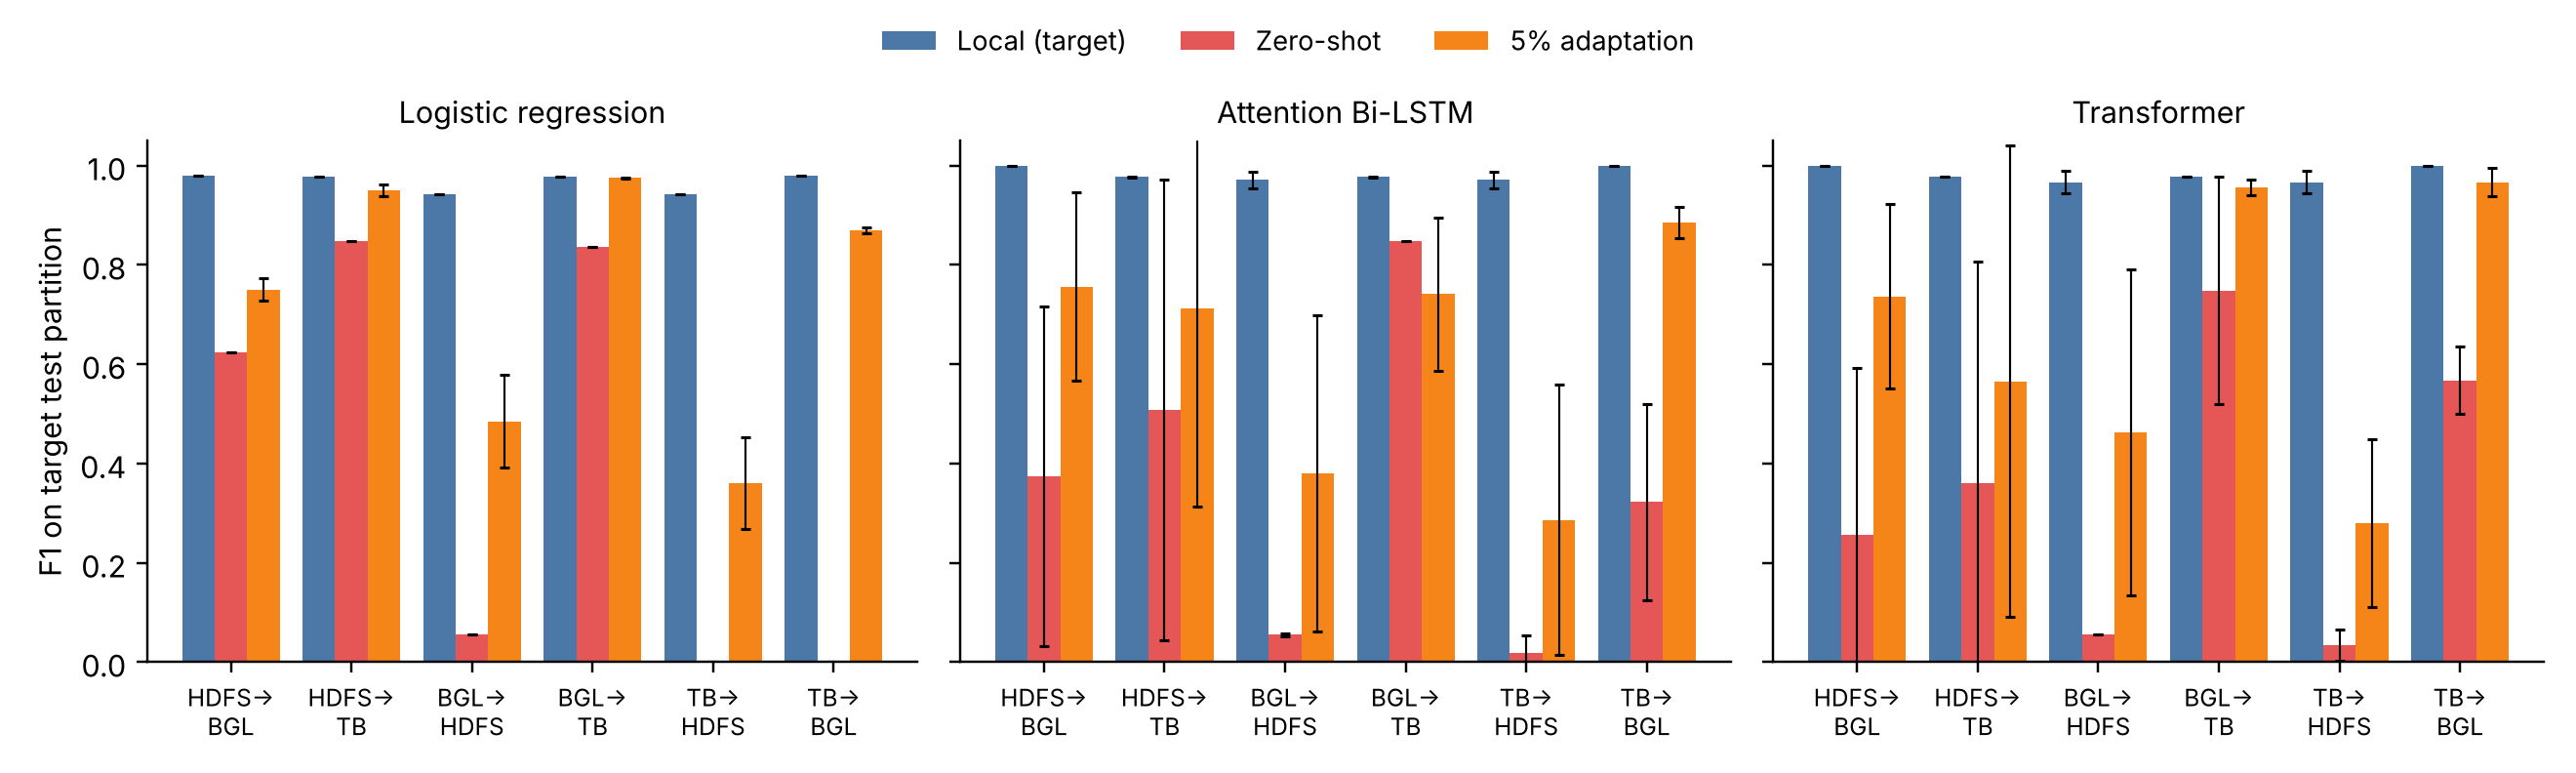 Local (target) Zero-shot 5% adaptation
Logistic regression Attention Bi-LSTM Transformer
F1 on target test partition
1.0
0.8
0.6
0.4
0.2
0.0
HDFS→ HDFS→ BGL→ BGL→ TB→ TB→ HDFS→ HDFS→ BGL→ BGL→ TB→ TB→ HDFS→ HDFS→ BGL→ BGL→ TB→ TB→
BGL TB HDFS TB HDFS BGL BGL TB HDFS TB HDFS BGL BGL TB HDFS TB HDFS BGL